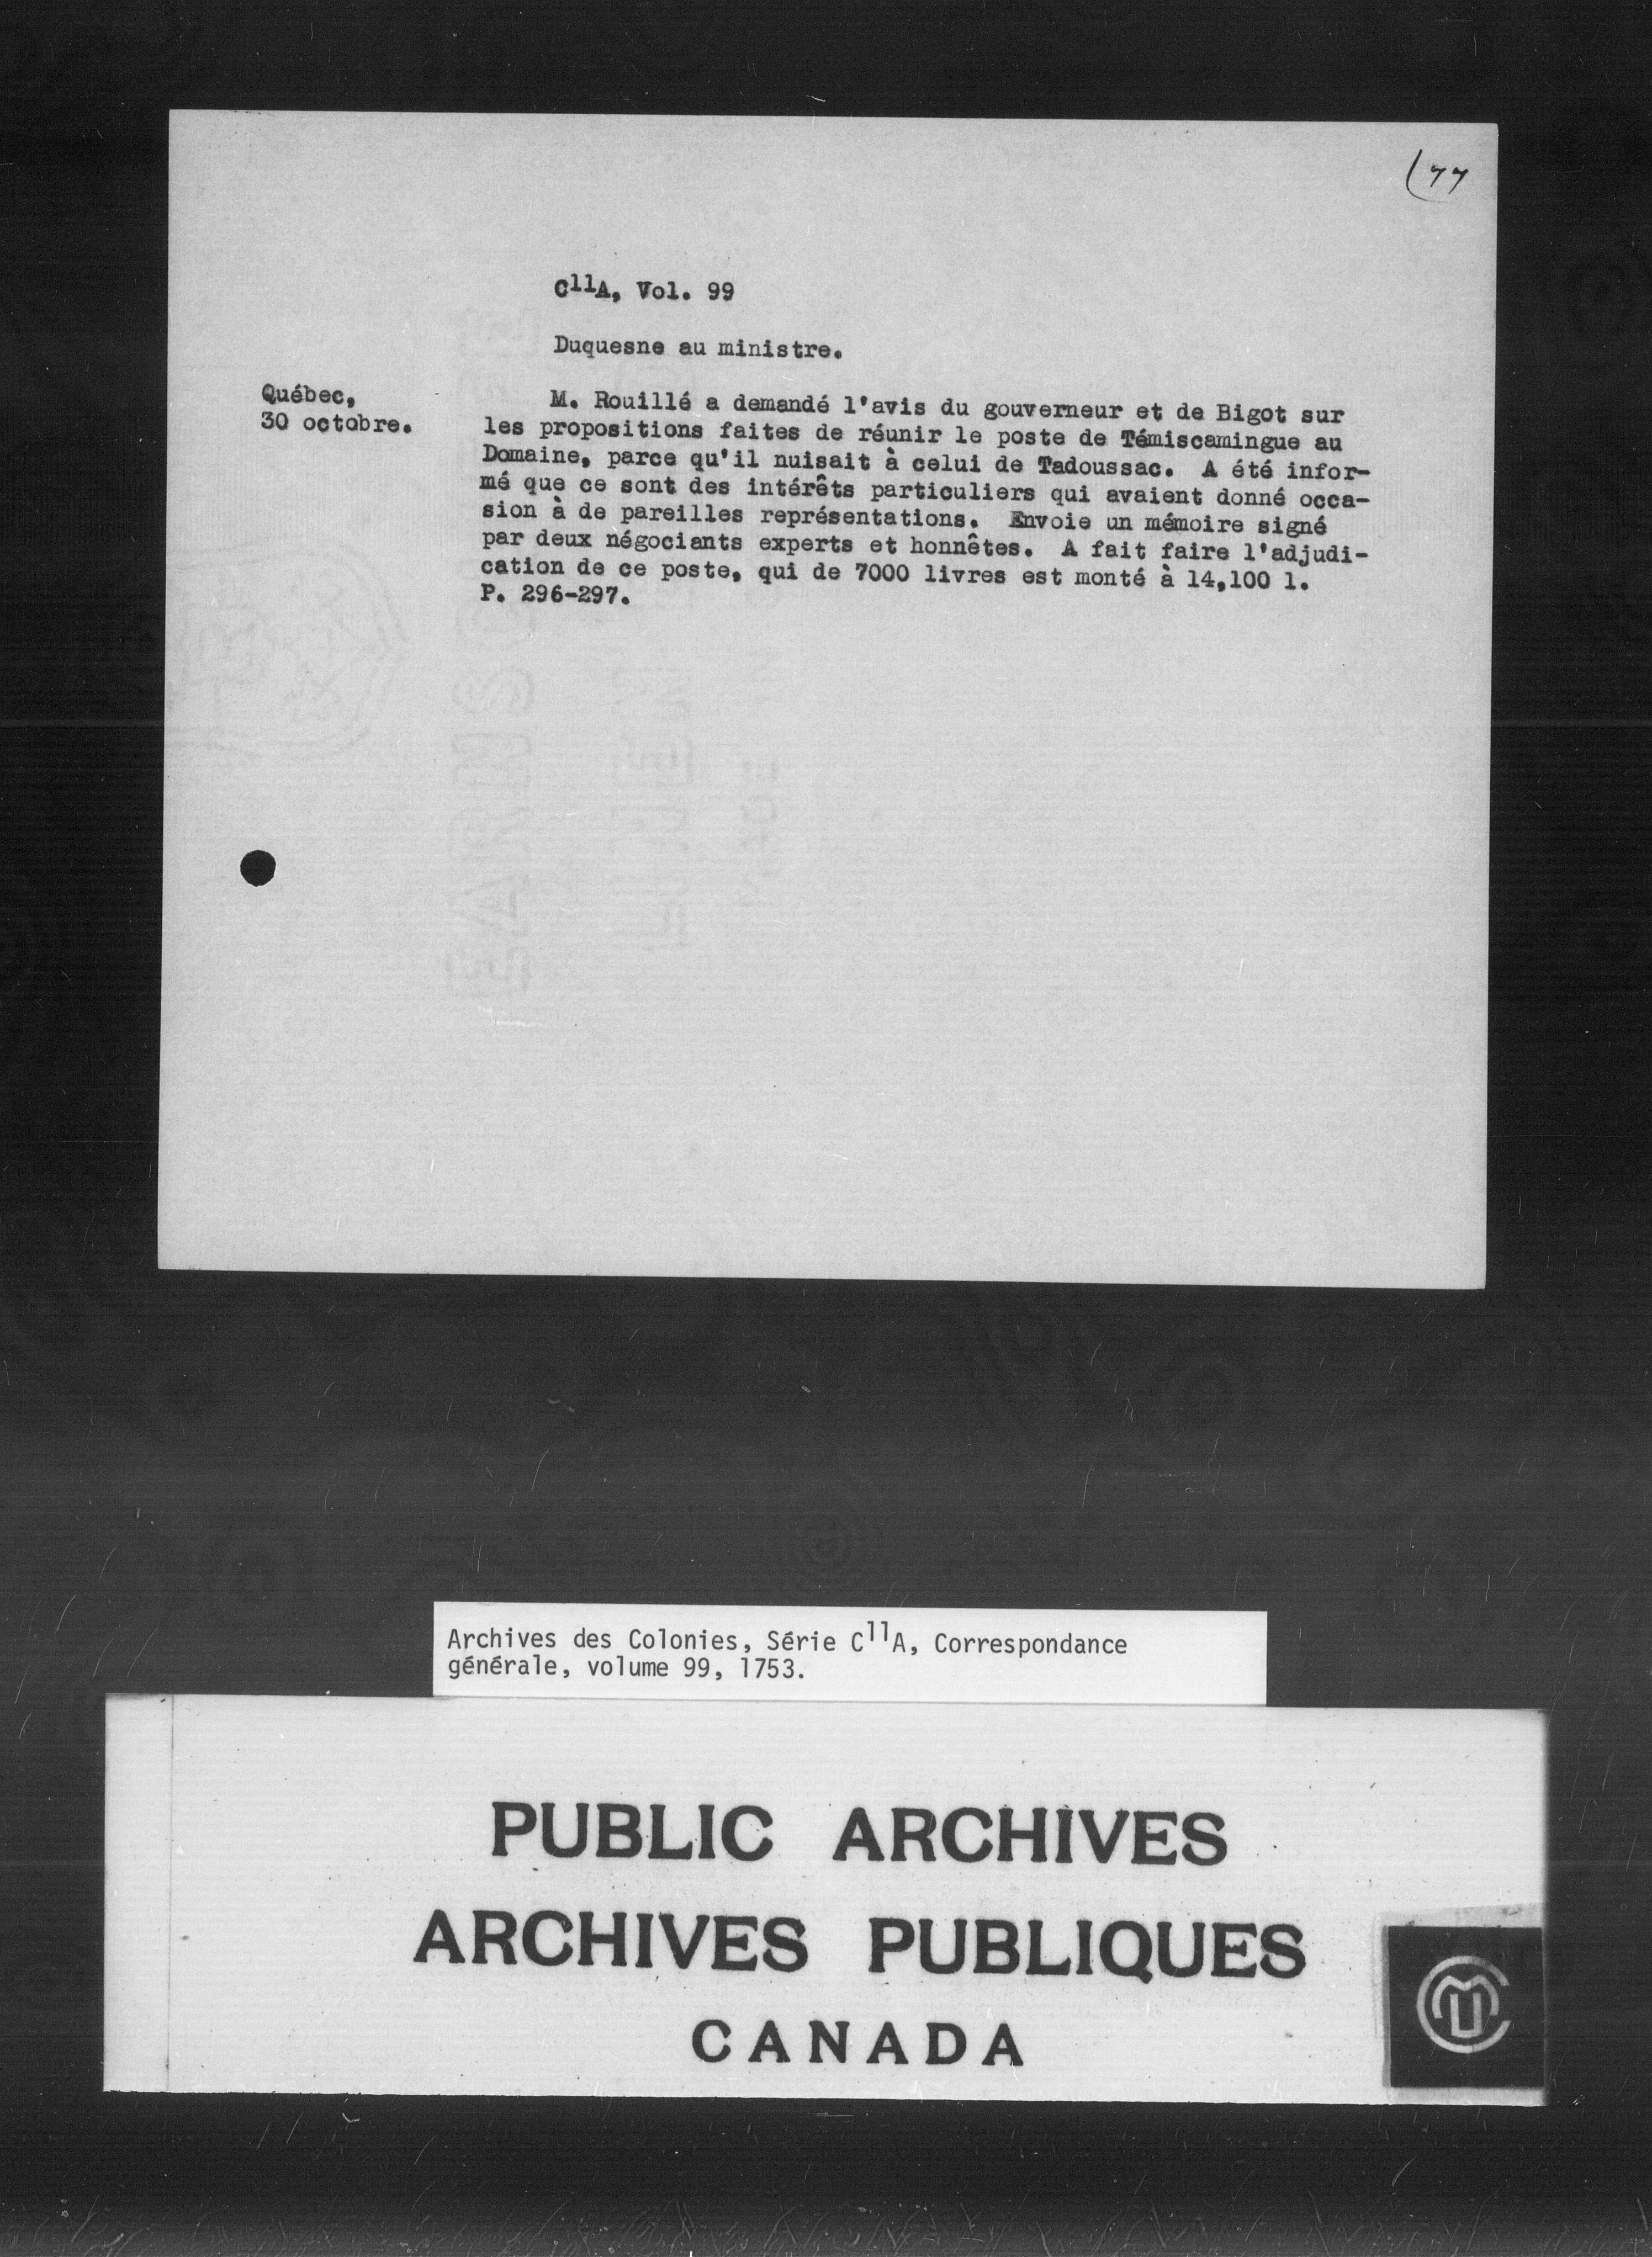 77
C11A, Vol. 99
Duquesne au ministre.
Québec,
30 octobre.
M. Rouillé a demandé l'avis du gouverneur et de Bigot sur
les propositions faites de réunir le poste de Témiscamingue au
Domaine, parce qu'il nuisait à celui de Tadoussac. A été infor-
mé que ce sont des intérêts particuliers qui avaient donné occa-
sion à de pareilles représentations. Envoie un mémoire signé
par deux négociants experts et honnêtes. A fait faire l'adjudi-
cation de ce poste, qui de 7000 livres est monté à 14,100 l.
P. 296-297.
Archives des Colonies, Série C11A, Correspondance
générale, volume 99, 1753.
PUBLIC ARCHIVES
ARCHIVES PUBLIQUES
CANADA